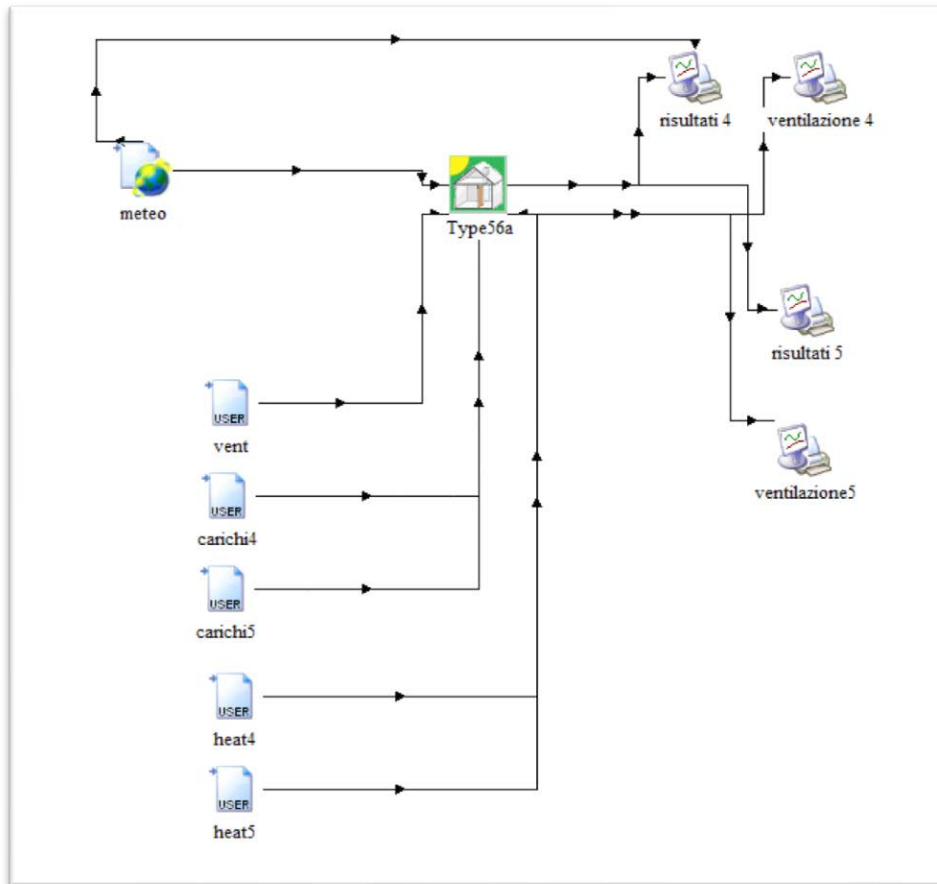 risultati 4
ventilazione 4
meteo
Type56a
risultati 5
USER
vent
ventilazione5
USER
carichi4
USER
carichi5
USER
heat4
USER
heat5